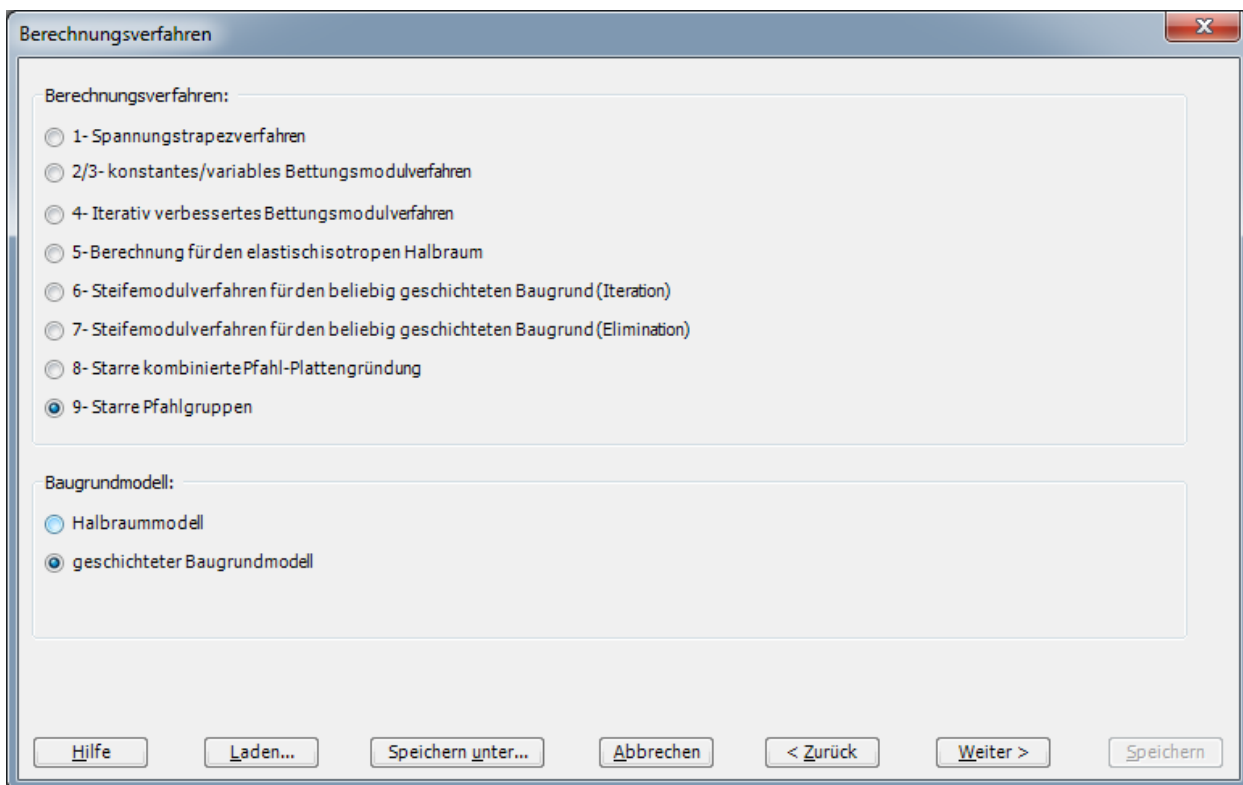 Berechnungsverfahren
X
Berechnungsverfahren:
1- Spannungstrapezverfahren
2/3- konstantes/variables Bettungsmodulverfahren
4- Iterativ verbessertes Bettungsmodulverfahren
5- Berechnung für den elastisch isotropen Halbraum
6- Steifemodulverfahren für den beliebig geschichteten Baugrund (Iteration)
7- Steifemodulverfahren für den beliebig geschichteten Baugrund (Elimination)
8- Starre kombinierte Pfahl-Plattengründung
9- Starre Pfahlgruppen
Baugrundmodell:
Halbraummodell
geschichteter Baugrundmodell
Hilfe Laden... Speichern unter... Abbrechen < Zurück Weiter > Speichern